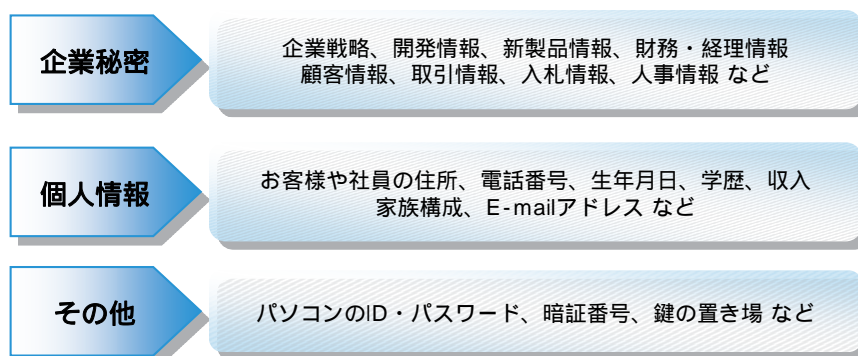 企業秘密
企業戦略、開発情報、新製品情報、財務・経理情報
顧客情報、取引情報、入札情報、人事情報 など
個人情報
お客様や社員の住所、電話番号、生年月日、学歴、収入
家族構成、E-mailアドレス など
その他
パソコンのID・パスワード、暗証番号、鍵の置き場 など